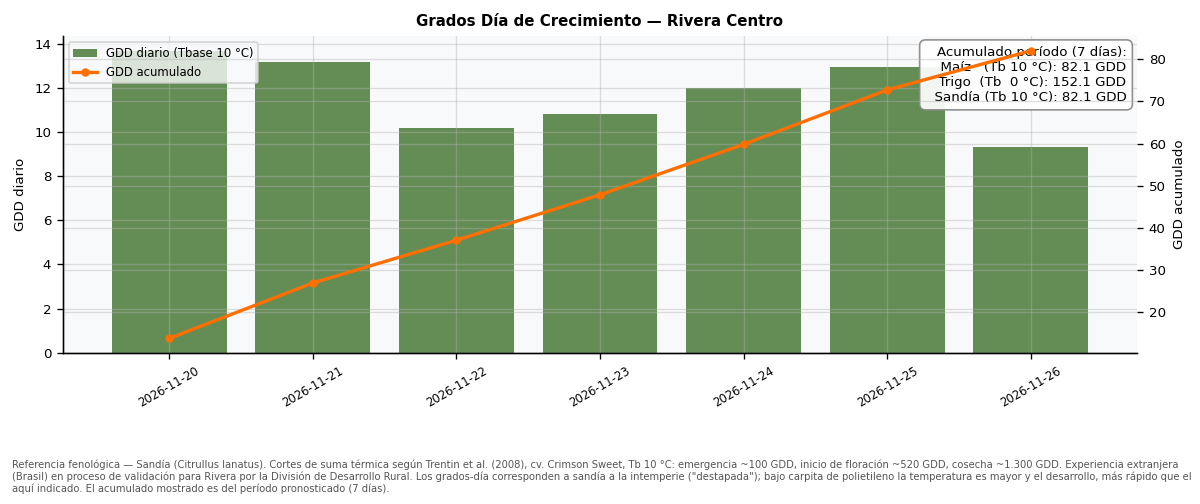 Grados Día de Crecimiento — Rivera Centro
GDD diario (Tbase 10 °C)
GDD acumulado
Acumulado período (7 días):
Maíz (Tb 10 °C): 82.1 GDD
Trigo (Tb 0 °C): 152.1 GDD
Sandía (Tb 10 °C): 82.1 GDD
GDD diario
14
12
10
8
6
4
2
0
GDD acumulado
80
70
60
50
40
30
20
2026-11-20
2026-11-21
2026-11-22
2026-11-23
2026-11-24
2026-11-25
2026-11-26
Referencia fenológica — Sandía (Citrullus lanatus). Cortes de suma térmica según Trentin et al. (2008), cv. Crimson Sweet, Tb 10 °C: emergencia ~100 GDD, inicio de floración ~520 GDD, cosecha ~1.300 GDD. Experiencia extranjera
(Brasil) en proceso de validación para Rivera por la División de Desarrollo Rural. Los grados-día corresponden a sandía a la intemperie ("destapada"); bajo carpita de polietileno la temperatura es mayor y el desarrollo, más rápido que el
aquí indicado. El acumulado mostrado es del período pronosticado (7 días).